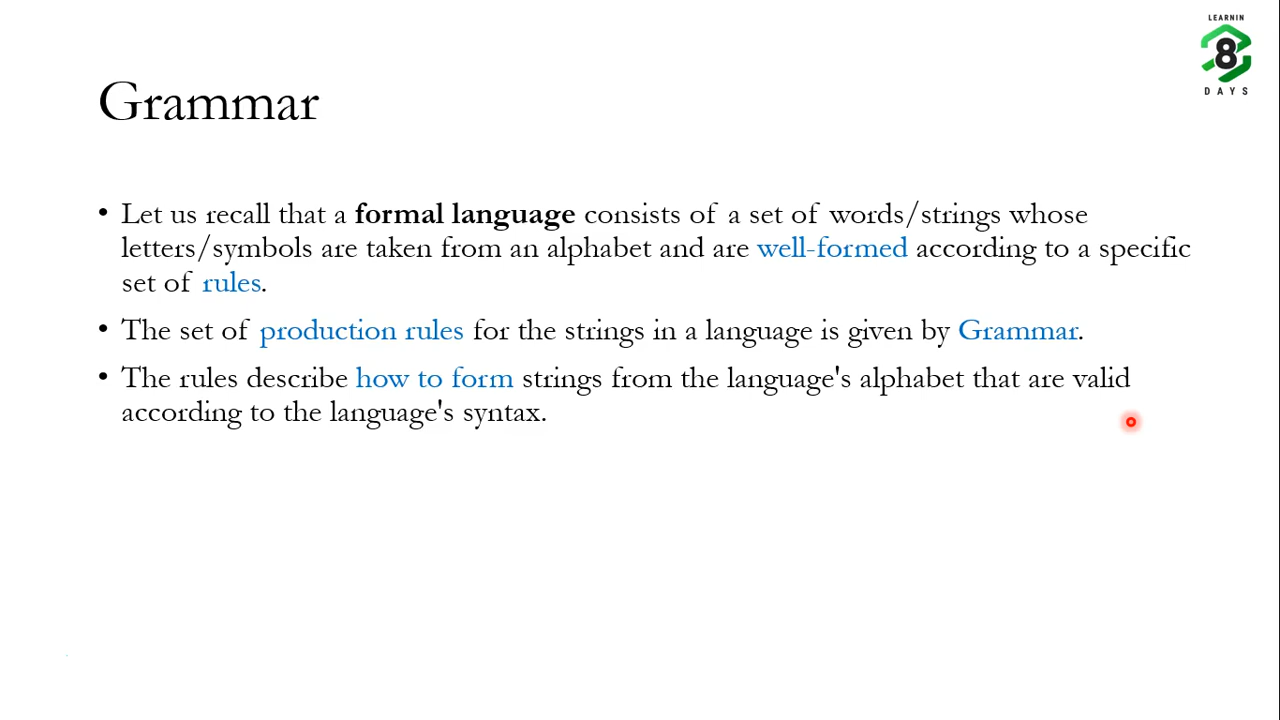 LEARNIN
8
DAYS
Grammar
• Let us recall that a formal language consists of a set of words/strings whose
letters/symbols are taken from an alphabet and are well-formed according to a specific
set of rules.
• The set of production rules for the strings in a language is given by Grammar.
• The rules describe how to form strings from the language's alphabet that are valid
according to the language's syntax.